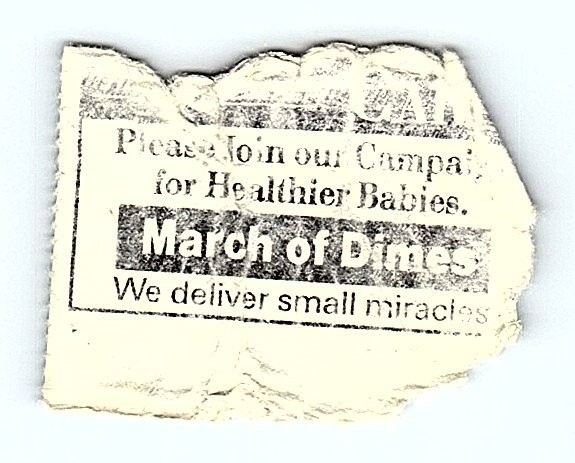 Please Join our Campai
for Healthier Babies.
March of Dimes
We deliver small miracles